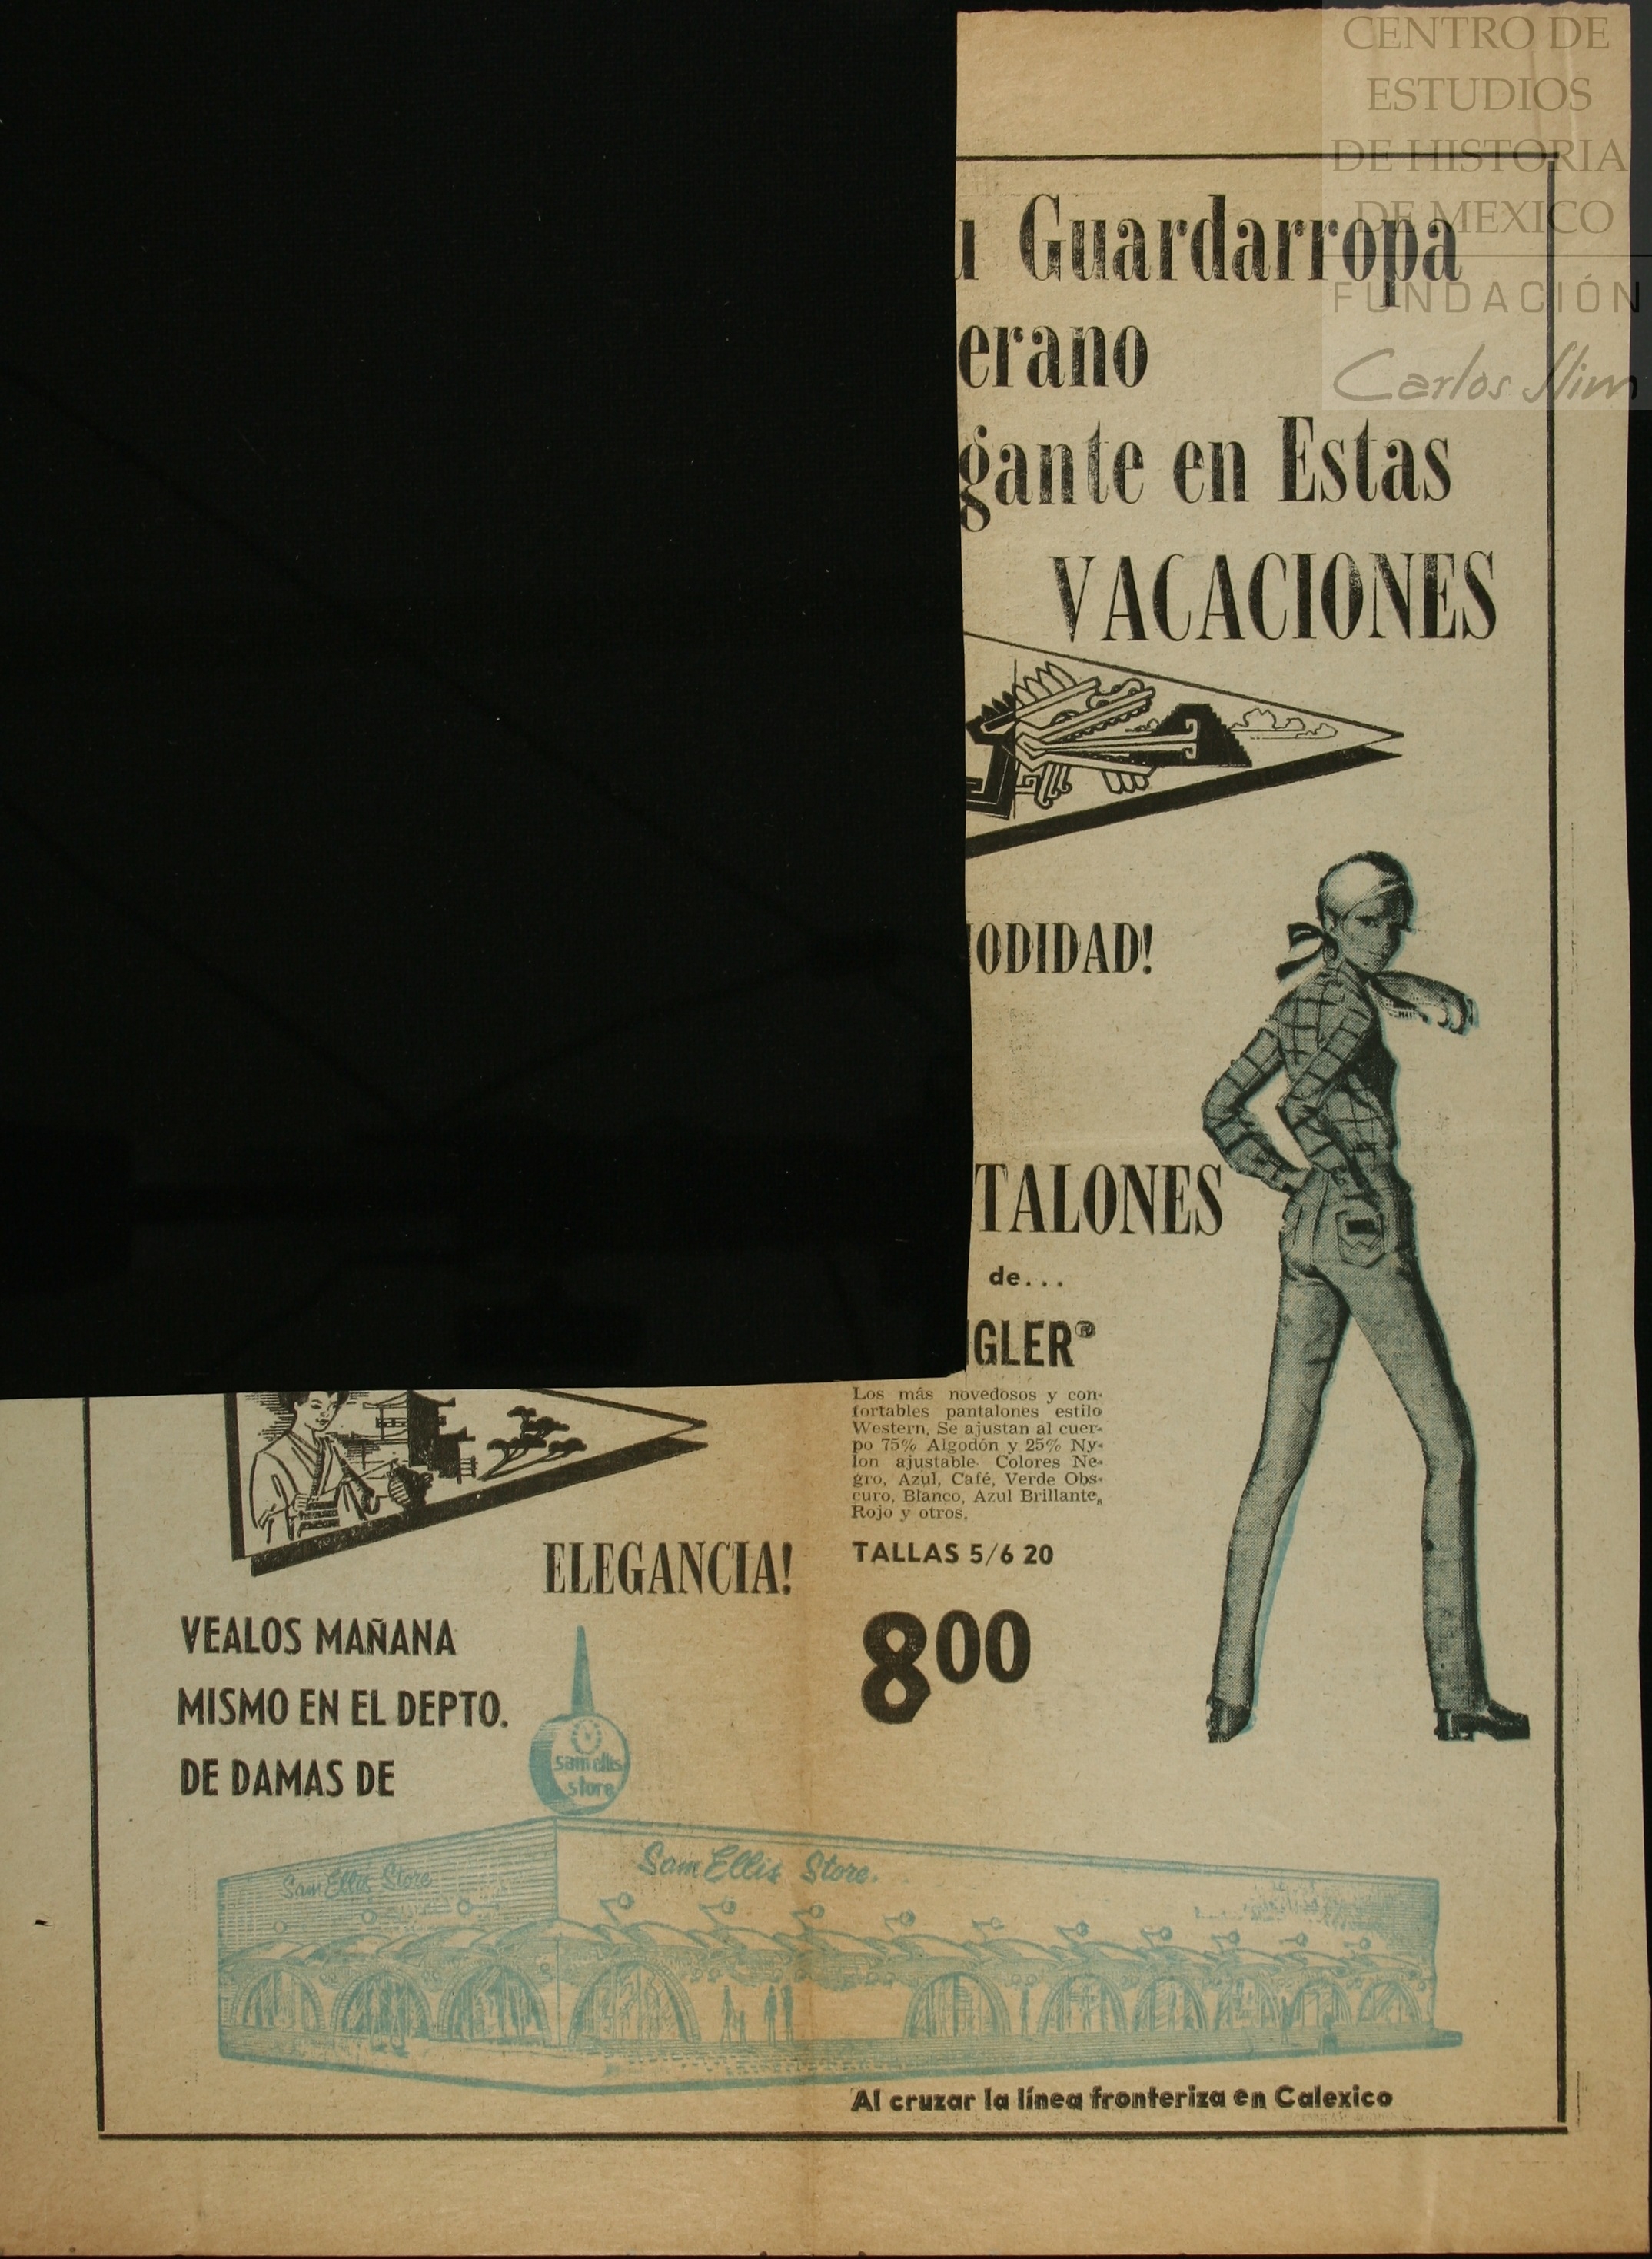 CENTRO DE
ESTUDIOS
DE HISTORIA
DE MEXICO
FUNDACIÓN
Carlos Slim
u Guardarropa
erano
gante en Estas
VACACIONES
ODIDAD!
TALONES
de...
GLER®
Los más novedosos y con-
fortables pantalones estilo
Western. Se ajustan al cuer-
po 75% Algodón y 25% Ny-
lon ajustable. Colores Ne-
gro, Azul, Café, Verde Obs-
curo, Blanco, Azul Brillante,
Rojo y otros.
TALLAS 5/6 20
8.00
ELEGANCIA!
VEALOS MAÑANA
MISMO EN EL DEPTO.
DE DAMAS DE
sam ellis
store
Sam Ellis Store
Sam Ellis Store.
Al cruzar la línea fronteriza en Calexico